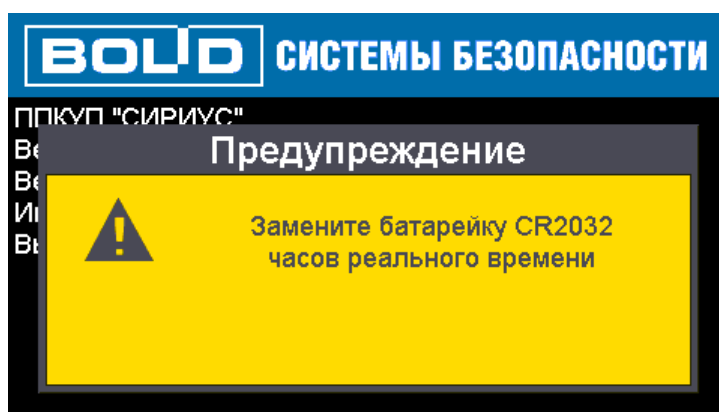 BOLID СИСТЕМЫ БЕЗОПАСНОСТИ
ППКУП "СИРИУС"
Предупреждение
Замените батарейку CR2032
часов реального времени